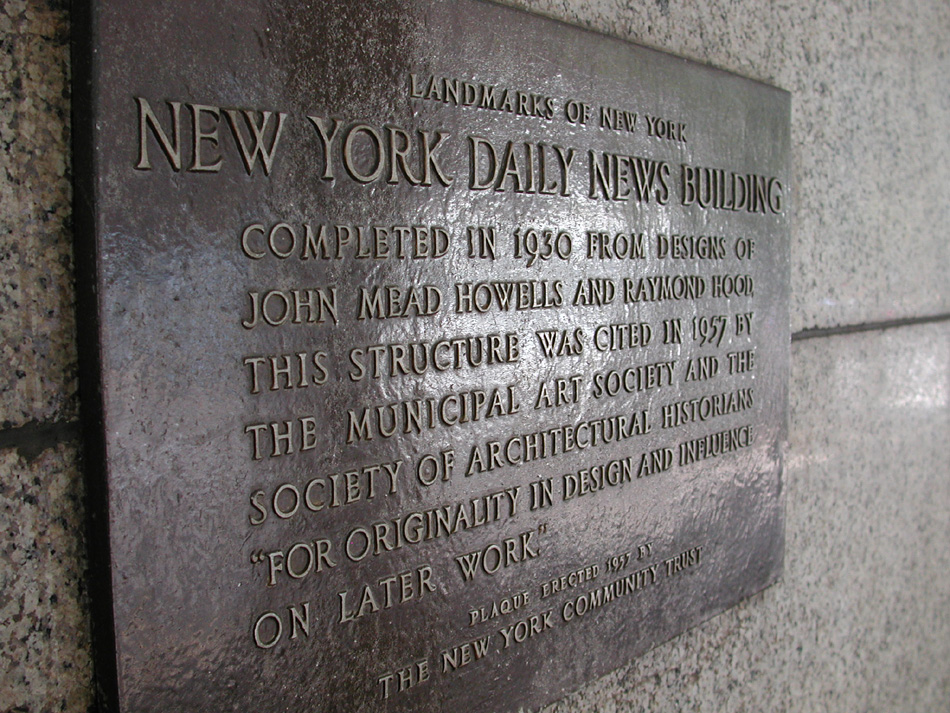 LANDMARKS OF NEW YORK
NEW YORK DAILY NEWS BUILDING
COMPLETED IN 1930 FROM DESIGNS OF
JOHN MEAD HOWELLS AND RAYMOND HOOD,
THIS STRUCTURE WAS CITED IN 1957 BY
THE MUNICIPAL ART SOCIETY AND THE
SOCIETY OF ARCHITECTURAL HISTORIANS
“FOR ORIGINALITY IN DESIGN AND INFLUENCE
ON LATER WORK.”
PLAQUE ERECTED 1957 BY
THE NEW YORK COMMUNITY TRUST